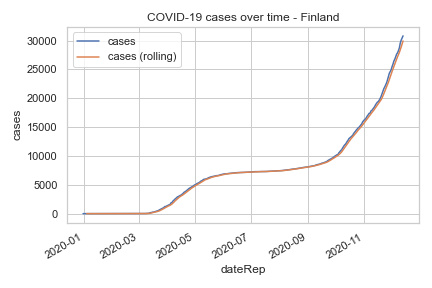 COVID-19 cases over time - Finland
cases
cases (rolling)
30000
25000
20000
15000
10000
5000
0
cases
2020-01
2020-03
2020-05
2020-07
2020-09
2020-11
dateRep